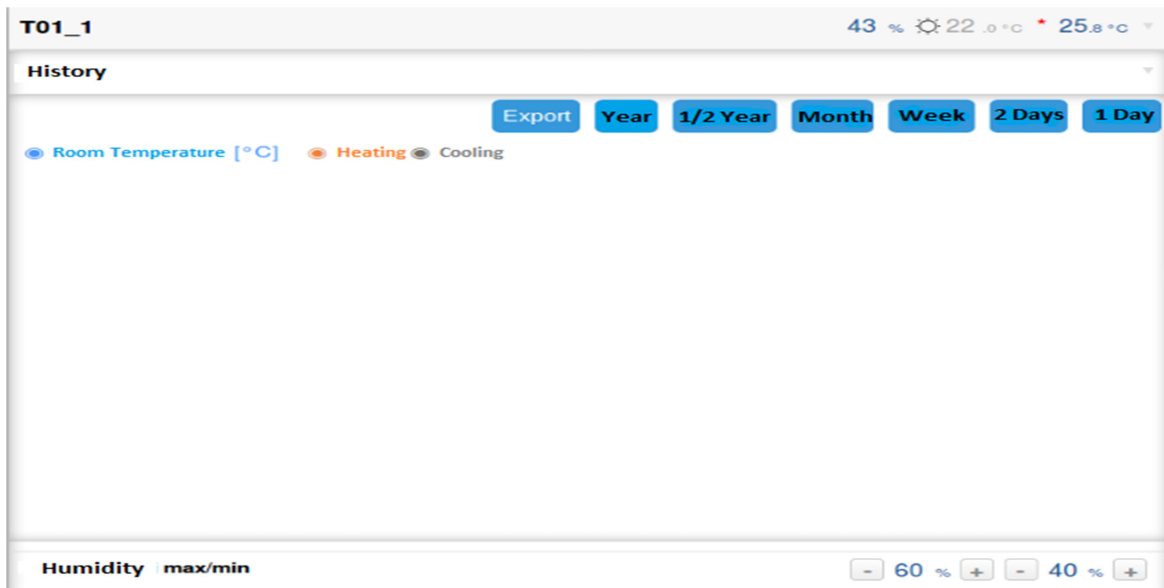 T01_1 43 % 22 .0 °C * 25.8 °C
History
Export Year 1/2 Year Month Week 2 Days 1 Day
Room Temperature [°C] Heating Cooling
Humidity max/min - 60 % + - 40 % +